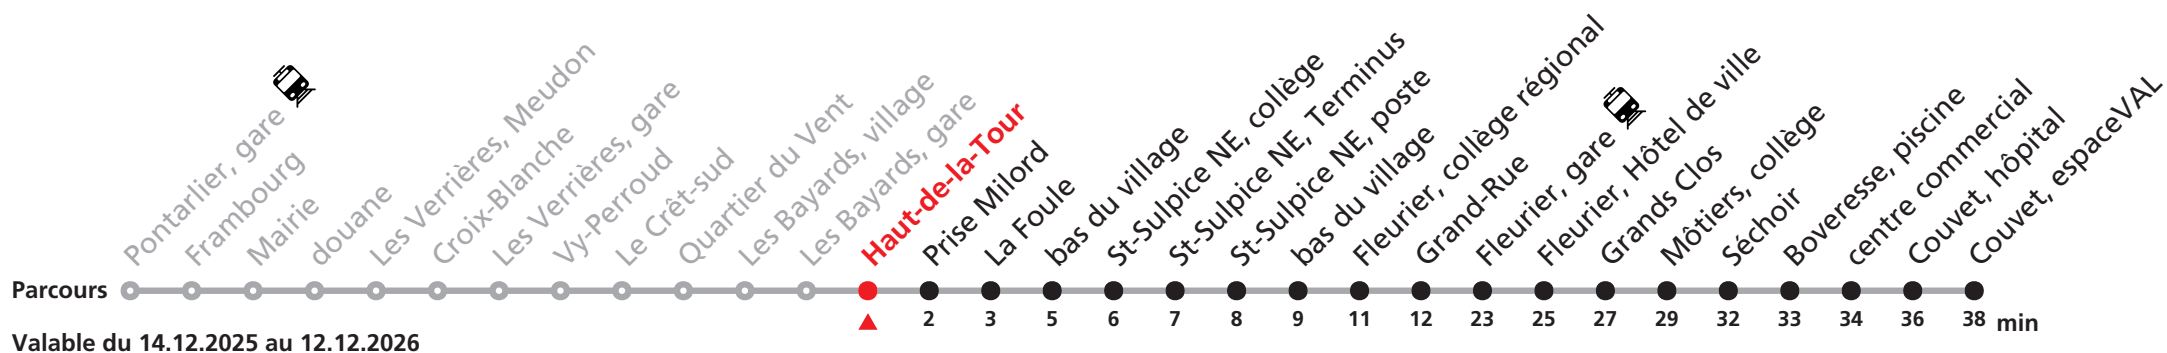 Pontarlier, gare
Frambourg
Mairie
douane
Les Verrières, Meudon
Croix-Blanche
Les Verrières, gare
Vy-Perroud
Le Crêt-sud
Quartier du Vent
Les Bayards, village
Les Bayards, gare
Haut-de-la-Tour
Prise Milord
La Foule
bas du village
St-Sulpice NE, collège
St-Sulpice NE, Terminus
St-Sulpice NE, poste
bas du village
Fleurier, collège régional
Grand-Rue
Fleurier, gare
Fleurier, Hôtel de ville
Grands Clos
Môtiers, collège
Séchoir
Boveresse, piscine
centre commercial
Couvet, hôpital
Couvet, espaceVAL
Parcours
2 3 5 6 7 8 9 11 12 23 25 27 29 32 33 34 36 38 min
Valable du 14.12.2025 au 12.12.2026